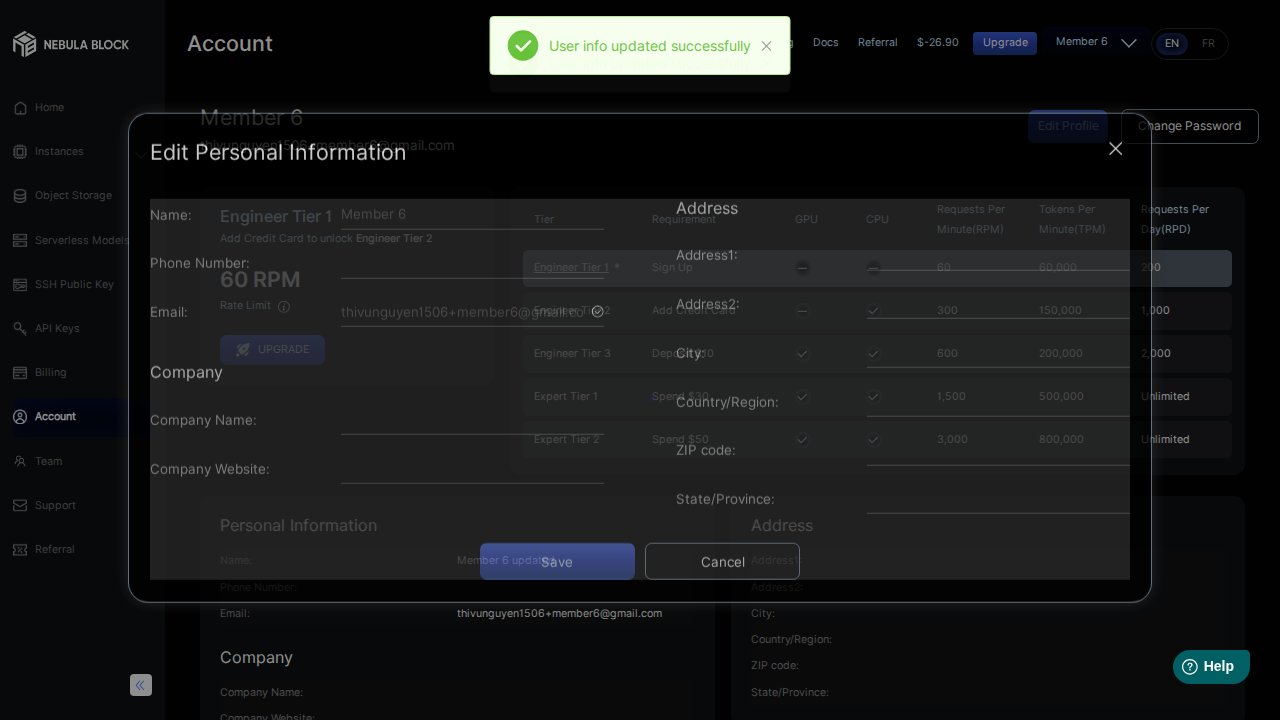 NEBULA BLOCK
Account
User info updated successfully
Docs
Referral
$-26.90
Upgrade
Member 6
EN
FR
Home
Instances
Object Storage
Serverless Models
SSH Public Key
API Keys
Billing
Account
Team
Support
Referral
Member 6
thivunguyen1506+member6@gmail.com
Edit Profile
Change Password
Edit Personal Information
Name:
Member 6
Phone Number:
Email:
thivunguyen1506+member6@gmail.co
Company
Company Name:
Company Website:
Address
Address1:
Address2:
City:
Country/Region:
ZIP code:
State/Province:
Save
Cancel
Engineer Tier 1
Add Credit Card to unlock Engineer Tier 2
60 RPM
Rate Limit
UPGRADE
Tier
Requirement
GPU
CPU
Requests Per
Minute(RPM)
Tokens Per
Minute(TPM)
Requests Per
Day(RPD)
Engineer Tier 1 *
Sign Up
60
60,000
200
Engineer Tier 2
Add Credit Card
300
150,000
1,000
Engineer Tier 3
Deposit $10
600
200,000
2,000
Expert Tier 1
Spend $30
1,500
500,000
Unlimited
Expert Tier 2
Spend $50
3,000
800,000
Unlimited
Personal Information
Name:
Member 6 updated
Phone Number:
Email:
thivunguyen1506+member6@gmail.com
Company
Company Name:
Company Website:
Address
Address1:
Address2:
City:
Country/Region:
ZIP code:
State/Province:
Help